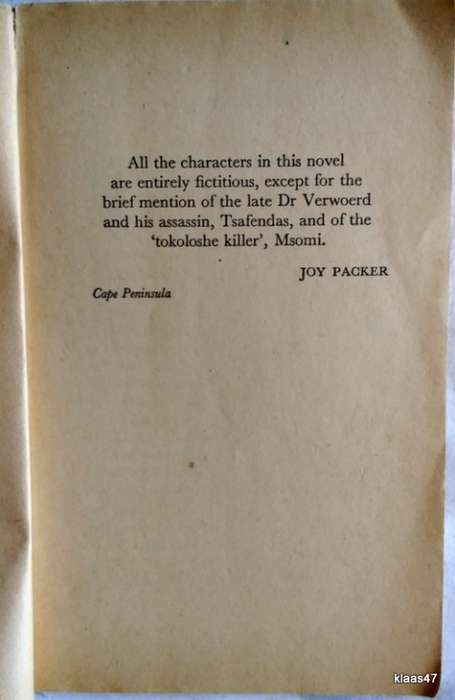 All the characters in this novel
are entirely fictitious, except for the
brief mention of the late Dr Verwoerd
and his assassin, Tsafendas, and of the
'tokoloshe killer', Msomi.
JOY PACKER
Cape Peninsula
klaas47